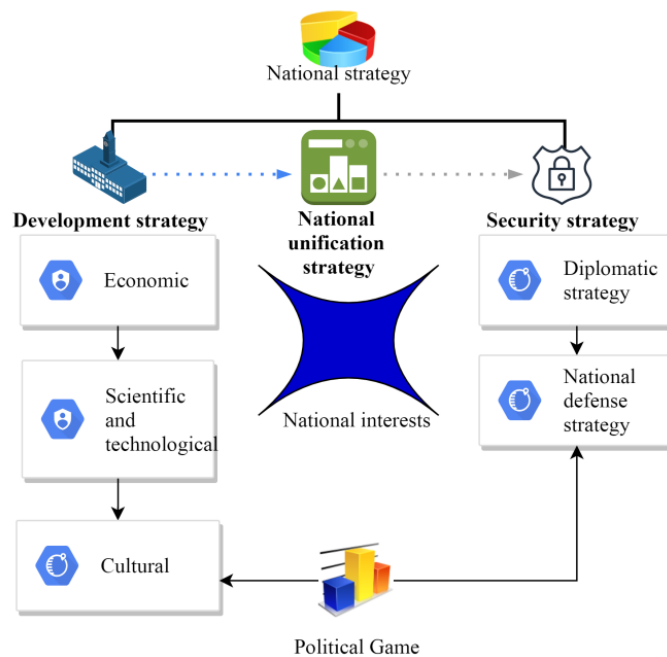 National strategy
Development strategy
National
unification
strategy
Security strategy
Economic
Diplomatic
strategy
Scientific
and
technological
National
defense
strategy
National interests
Cultural
Political Game